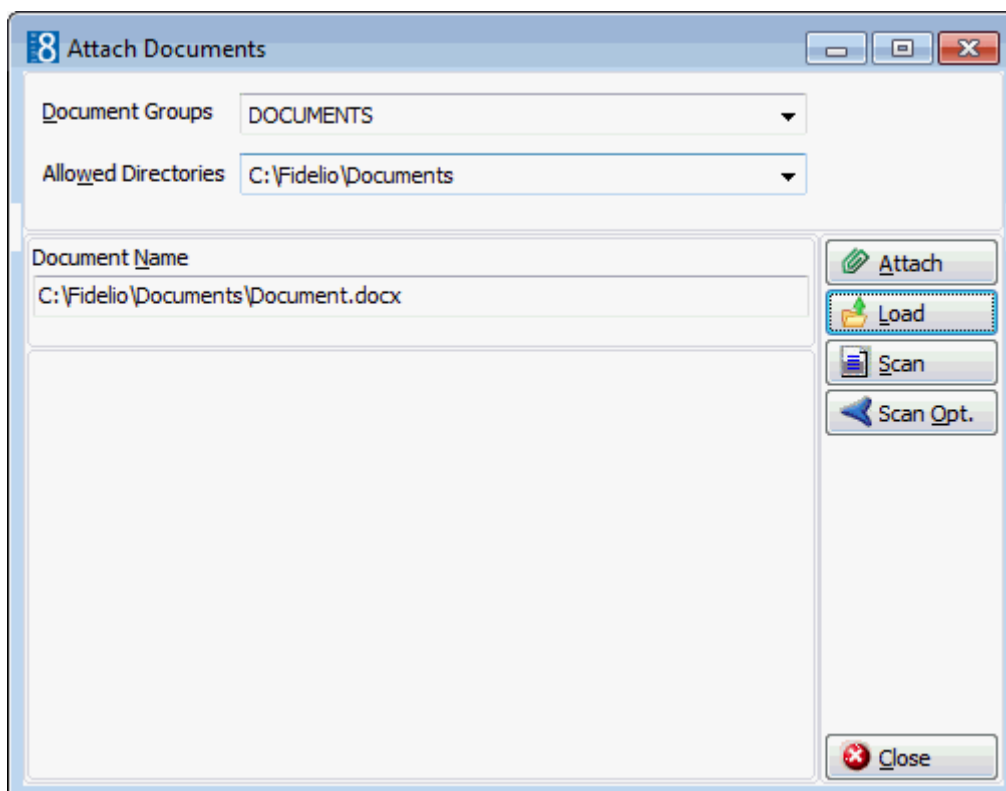 8 Attach Documents
Document Groups DOCUMENTS
Allowed Directories C:\Fidelio\Documents
Document Name
C:\Fidelio\Documents\Document.docx
Attach
Load
Scan
Scan Opt.
Close